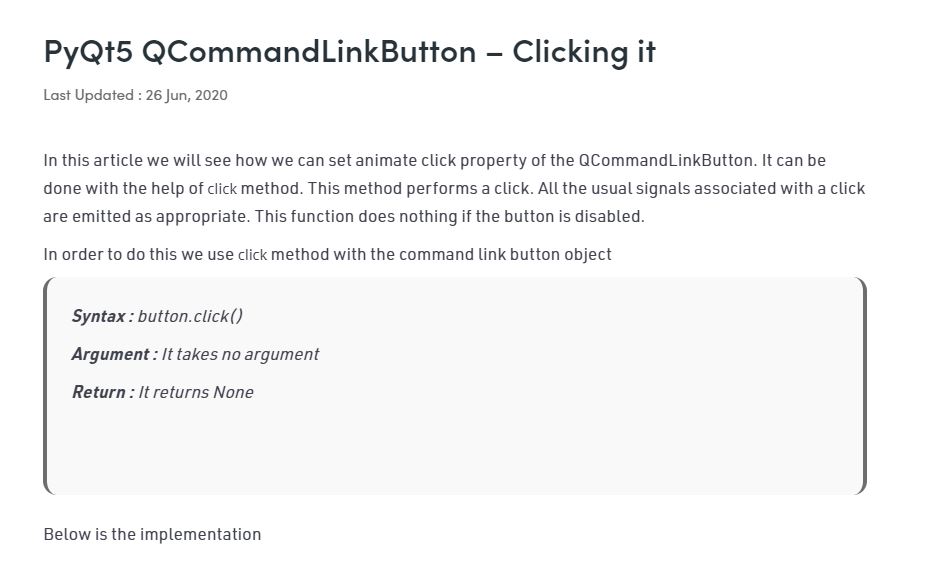 PyQt5 QCommandLinkButton – Clicking it
Last Updated : 26 Jun, 2020
In this article we will see how we can set animate click property of the QCommandLinkButton. It can be
done with the help of click method. This method performs a click. All the usual signals associated with a click
are emitted as appropriate. This function does nothing if the button is disabled.
In order to do this we use click method with the command link button object
Syntax : button.click()
Argument : It takes no argument
Return : It returns None
Below is the implementation